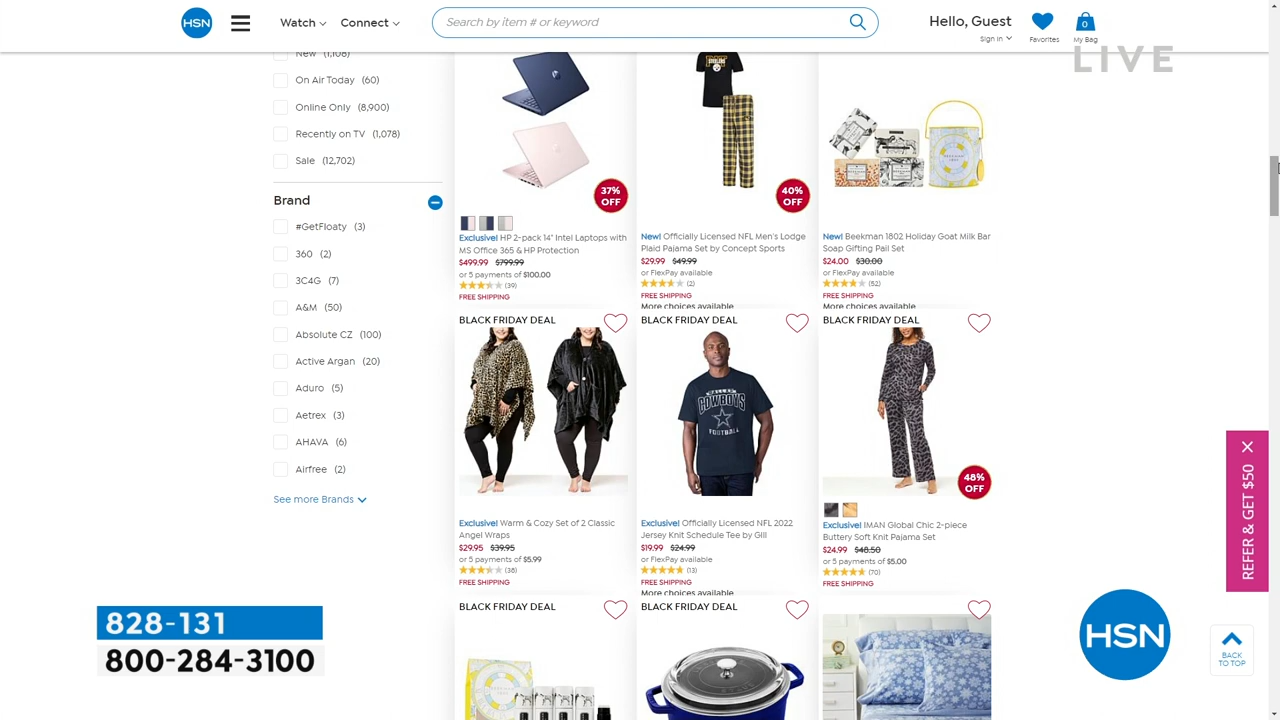 HSN
Watch
Connect
Search by item # or keyword
Hello, Guest
Sign In
Favorites
0
My Bag
LIVE
New (1,108)
On Air Today (60)
Online Only (8,900)
Recently on TV (1,078)
Sale (12,702)
Brand
#GetFloaty (3)
360 (2)
3C4G (7)
A&M (50)
Absolute CZ (100)
Active Argan (20)
Aduro (5)
Aetrex (3)
AHAVA (6)
Airfree (2)
See more Brands
37%
OFF
Exclusive! HP 2-pack 14" Intel Laptops with
MS Office 365 & HP Protection
$499.99 $799.99
or 5 payments of $100.00
(39)
FREE SHIPPING
40%
OFF
New! Officially Licensed NFL Men's Lodge
Plaid Pajama Set by Concept Sports
$29.99 $49.99
or FlexPay available
(2)
FREE SHIPPING
More choices available
New! Beekman 1802 Holiday Goat Milk Bar
Soap Gifting Pail Set
$24.00 $30.00
or FlexPay available
(52)
FREE SHIPPING
More choices available
BLACK FRIDAY DEAL
Exclusive! Warm & Cozy Set of 2 Classic
Angel Wraps
$29.95 $39.95
or 5 payments of $5.99
(36)
FREE SHIPPING
BLACK FRIDAY DEAL
DALLAS
COWBOYS
FOOTBALL
Exclusive! Officially Licensed NFL 2022
Jersey Knit Schedule Tee by Gill
$19.99 $24.99
or FlexPay available
(13)
FREE SHIPPING
More choices available
BLACK FRIDAY DEAL
48%
OFF
Exclusive! IMAN Global Chic 2-piece
Buttery Soft Knit Pajama Set
$24.99 $48.50
or 5 payments of $5.00
(70)
FREE SHIPPING
BLACK FRIDAY DEAL
BLACK FRIDAY DEAL
REFER & GET $50
828-131
800-284-3100
HSN
BACK
TO TOP